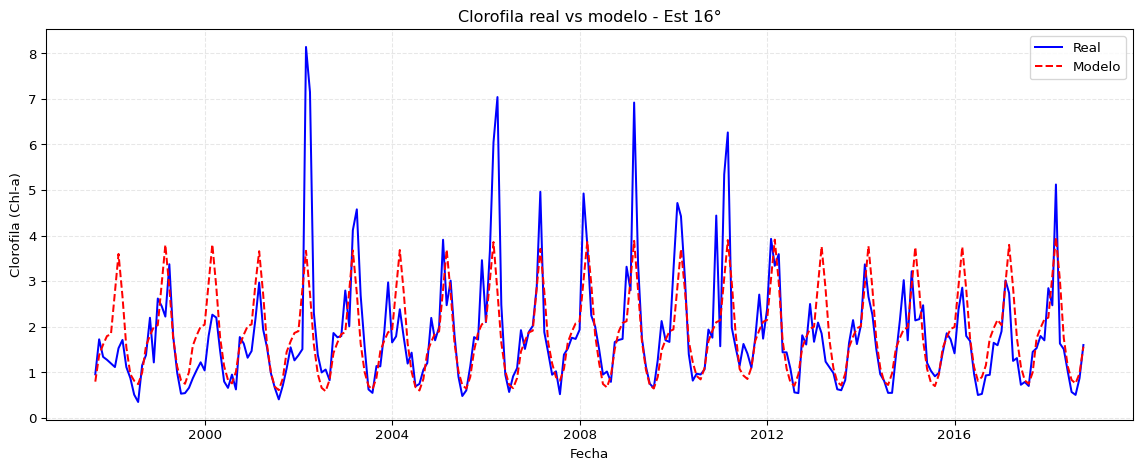 Clorofila real vs modelo - Est 16°
Real
Modelo
Clorofila (Chl-a)
8
7
6
5
4
3
2
1
0
2000
2004
2008
2012
2016
Fecha